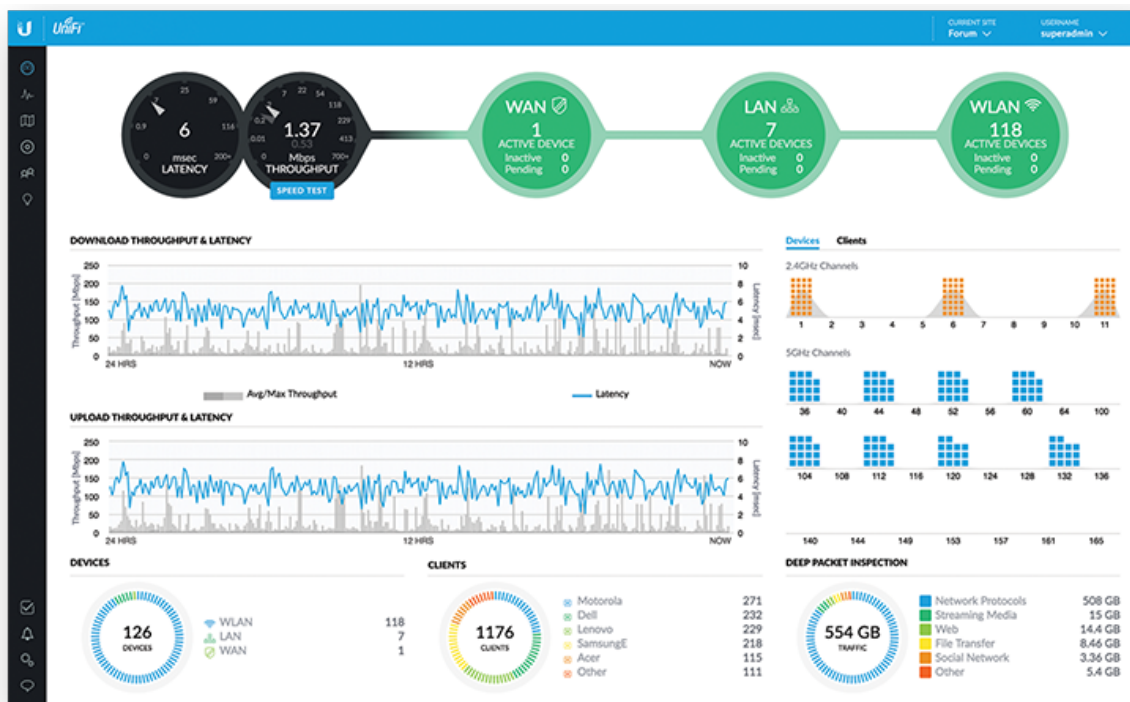 UniFi
CURRENT SITE
Forum
USERNAME
superadmin
7 25 59
0.9 116
0 200+
6
msec
LATENCY
2 7 22 54
0.2 118
229
0.01 413
0 700+
1.37
0.53
Mbps
THROUGHPUT
SPEED TEST
WAN
1
ACTIVE DEVICE
Inactive 0
Pending 0
LAN
7
ACTIVE DEVICES
Inactive 0
Pending 0
WLAN
118
ACTIVE DEVICES
Inactive 0
Pending 0
DOWNLOAD THROUGHPUT & LATENCY
Throughput [Mbps]
250
200
150
100
50
0
10
8
6
4
2
0
Latency [msec]
24 HRS 12 HRS NOW
Avg/Max Throughput Latency
UPLOAD THROUGHPUT & LATENCY
Throughput [Mbps]
250
200
150
100
50
0
10
8
6
4
2
0
Latency [msec]
24 HRS 12 HRS NOW
Devices Clients
2.4GHz Channels
1 2 3 4 5 6 7 8 9 10 11
5GHz Channels
36 40 44 48 52 56 60 64 100
104 108 112 116 120 124 128 132 136
140 144 149 153 157 161 165
DEVICES
126
DEVICES
WLAN 118
LAN 7
WAN 1
CLIENTS
1176
CLIENTS
Motorola 271
Dell 232
Lenovo 229
SamsungE 218
Acer 115
Other 111
DEEP PACKET INSPECTION
554 GB
TRAFFIC
Network Protocols 508 GB
Streaming Media 15 GB
Web 14.4 GB
File Transfer 8.46 GB
Social Network 3.36 GB
Other 5.4 GB